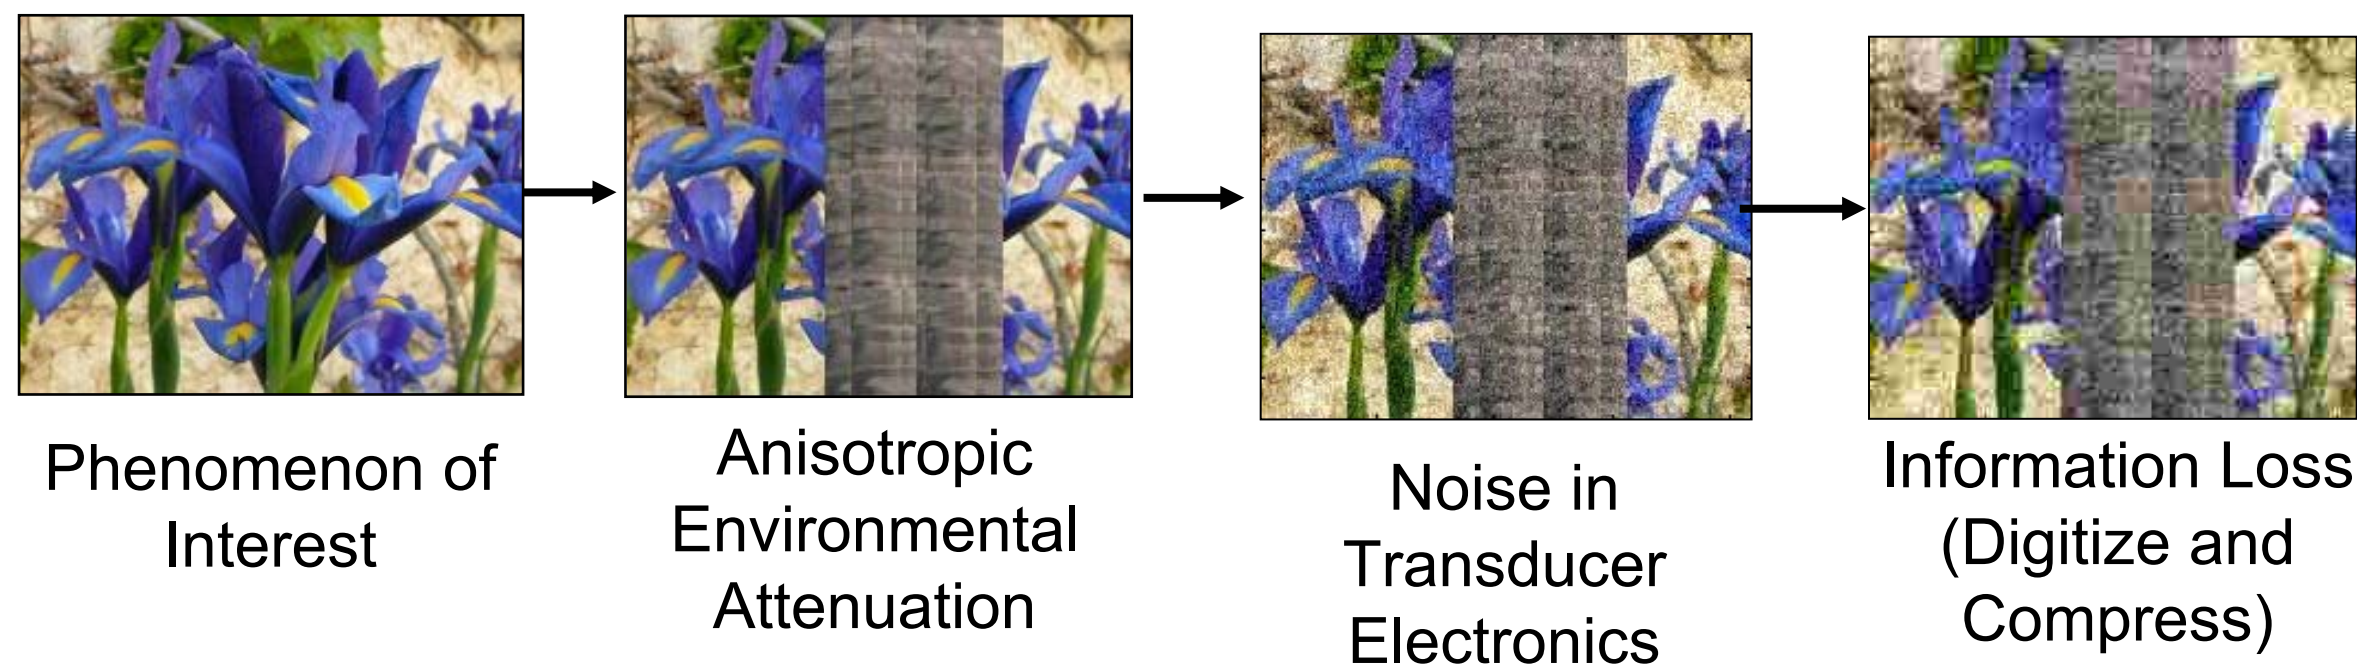 Phenomenon of
Interest
Anisotropic
Environmental
Attenuation
Noise in
Transducer
Electronics
Information Loss
(Digitize and
Compress)